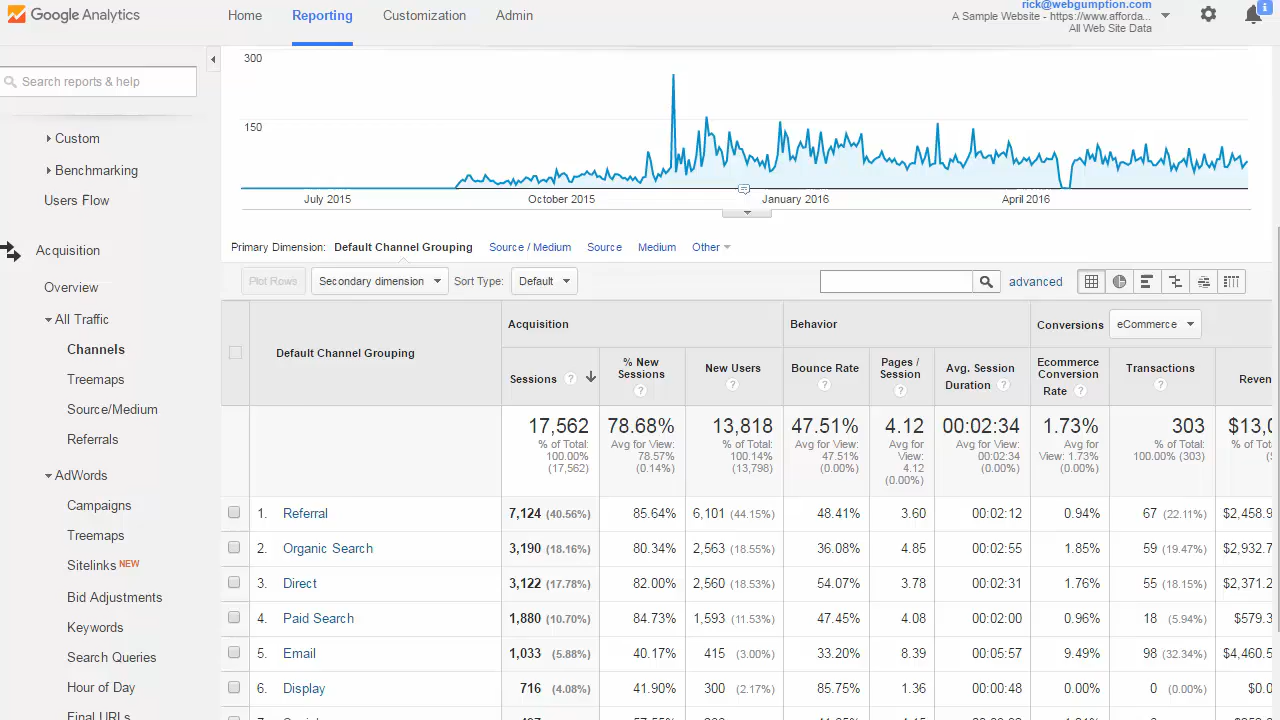 Google Analytics
Home
Reporting
Customization
Admin
rick@webgumption.com
A Sample Website - https://www.afforda...
All Web Site Data
Search reports & help
Custom
Benchmarking
Users Flow
Acquisition
Overview
All Traffic
Channels
Treemaps
Source/Medium
Referrals
AdWords
Campaigns
Treemaps
Sitelinks NEW
Bid Adjustments
Keywords
Search Queries
Hour of Day
Final URLs
300
150
July 2015
October 2015
January 2016
April 2016
Primary Dimension: Default Channel Grouping Source / Medium Source Medium Other
Plot Rows Secondary dimension Sort Type: Default advanced
Default Channel Grouping
Acquisition
Behavior
Conversions eCommerce
Sessions ?
% New
Sessions
?
New Users
?
Bounce Rate
?
Pages /
Session
?
Avg. Session
Duration ?
Ecommerce
Conversion
Rate ?
Transactions
?
Reven
17,562
% of Total:
100.00%
(17,562)
78.68%
Avg for View:
78.57%
(0.14%)
13,818
% of Total:
100.14%
(13,798)
47.51%
Avg for View:
47.51%
(0.00%)
4.12
Avg for
View:
4.12
(0.00%)
00:02:34
Avg for View:
00:02:34
(0.00%)
1.73%
Avg for
View: 1.73%
(0.00%)
303
% of Total:
100.00% (303)
$13,0
% of To
1. Referral 7,124 (40.56%) 85.64% 6,101 (44.15%) 48.41% 3.60 00:02:12 0.94% 67 (22.11%) $2,458.9
2. Organic Search 3,190 (18.16%) 80.34% 2,563 (18.55%) 36.08% 4.85 00:02:55 1.85% 59 (19.47%) $2,932.7
3. Direct 3,122 (17.78%) 82.00% 2,560 (18.53%) 54.07% 3.78 00:02:31 1.76% 55 (18.15%) $2,371.2
4. Paid Search 1,880 (10.70%) 84.73% 1,593 (11.53%) 47.45% 4.08 00:02:00 0.96% 18 (5.94%) $579.3
5. Email 1,033 (5.88%) 40.17% 415 (3.00%) 33.20% 8.39 00:05:57 9.49% 98 (32.34%) $4,460.5
6. Display 716 (4.08%) 41.90% 300 (2.17%) 85.75% 1.36 00:00:48 0.00% 0 (0.00%) $0.0